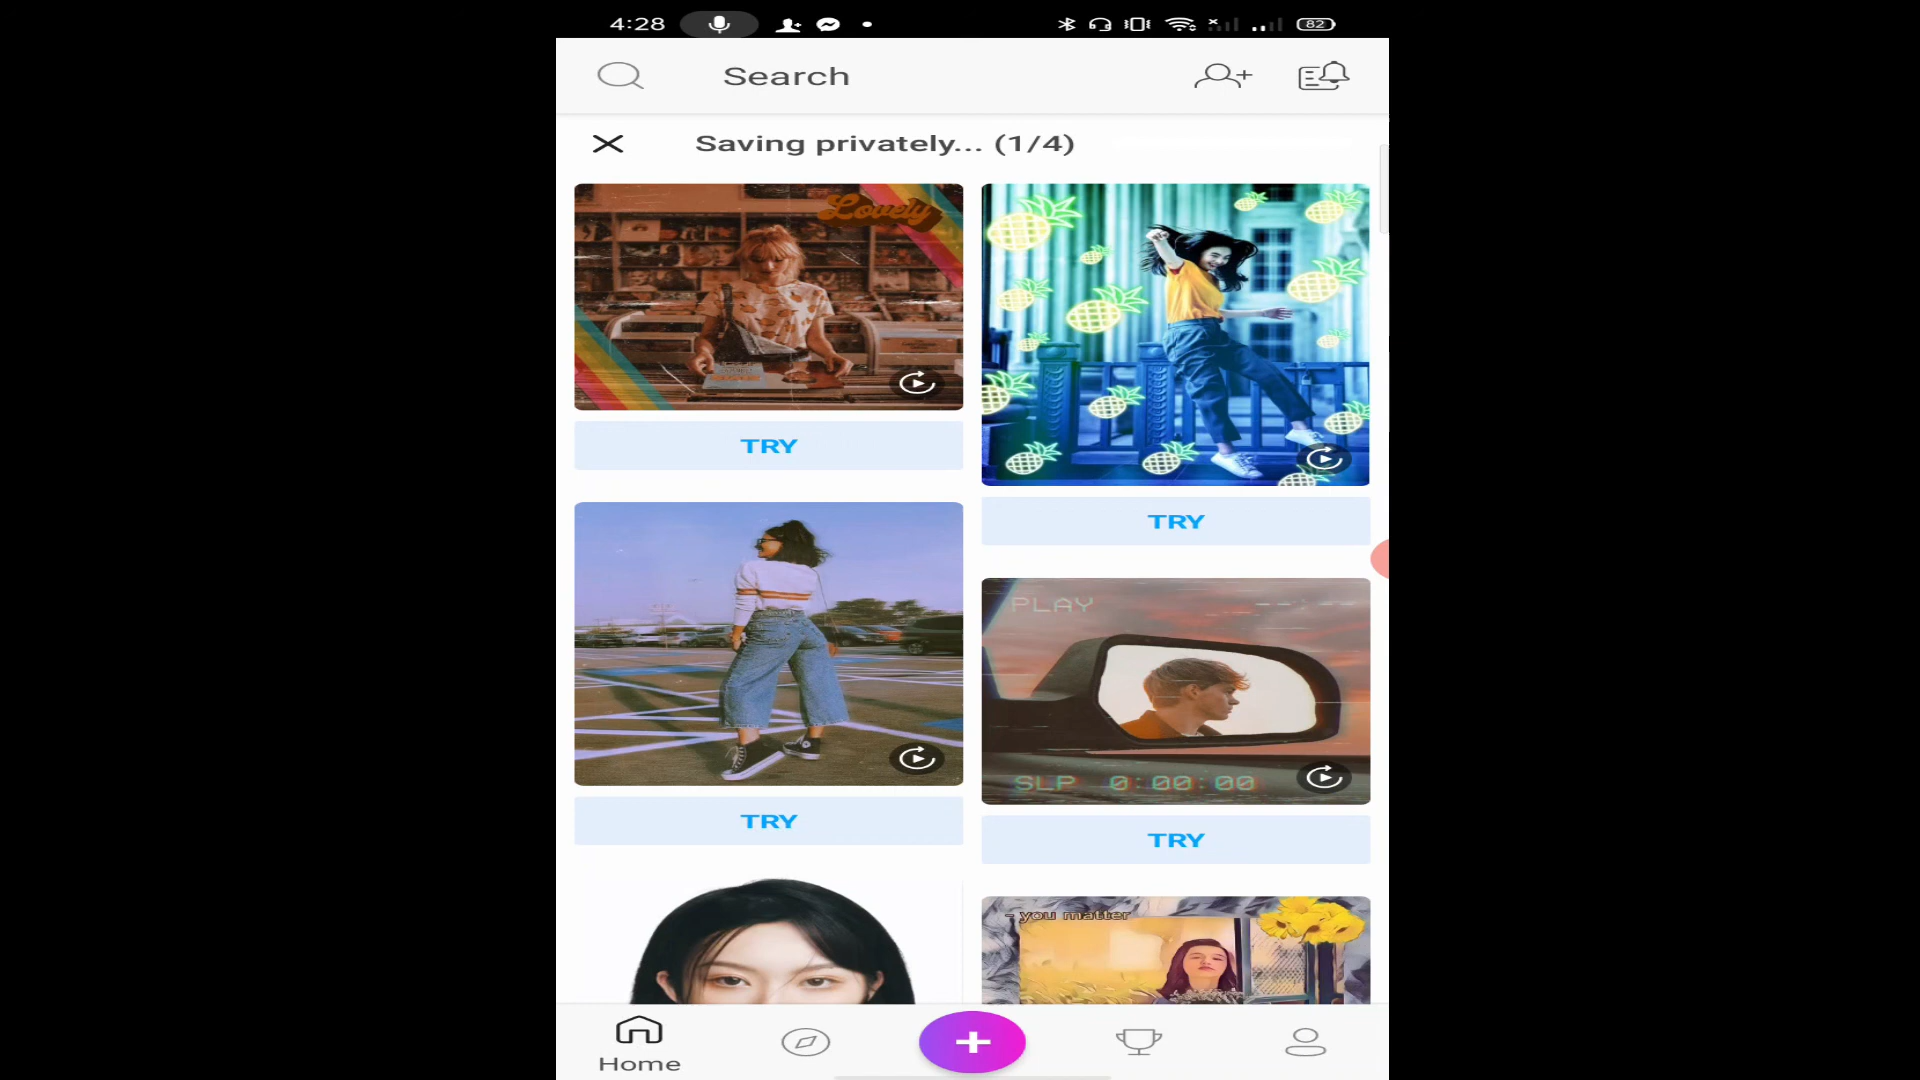 4:28
82
Search
Saving privately... (1/4)
Lovely
TRY
TRY
PLAY
SLP 0:00:00
TRY
TRY
- you matter
Home